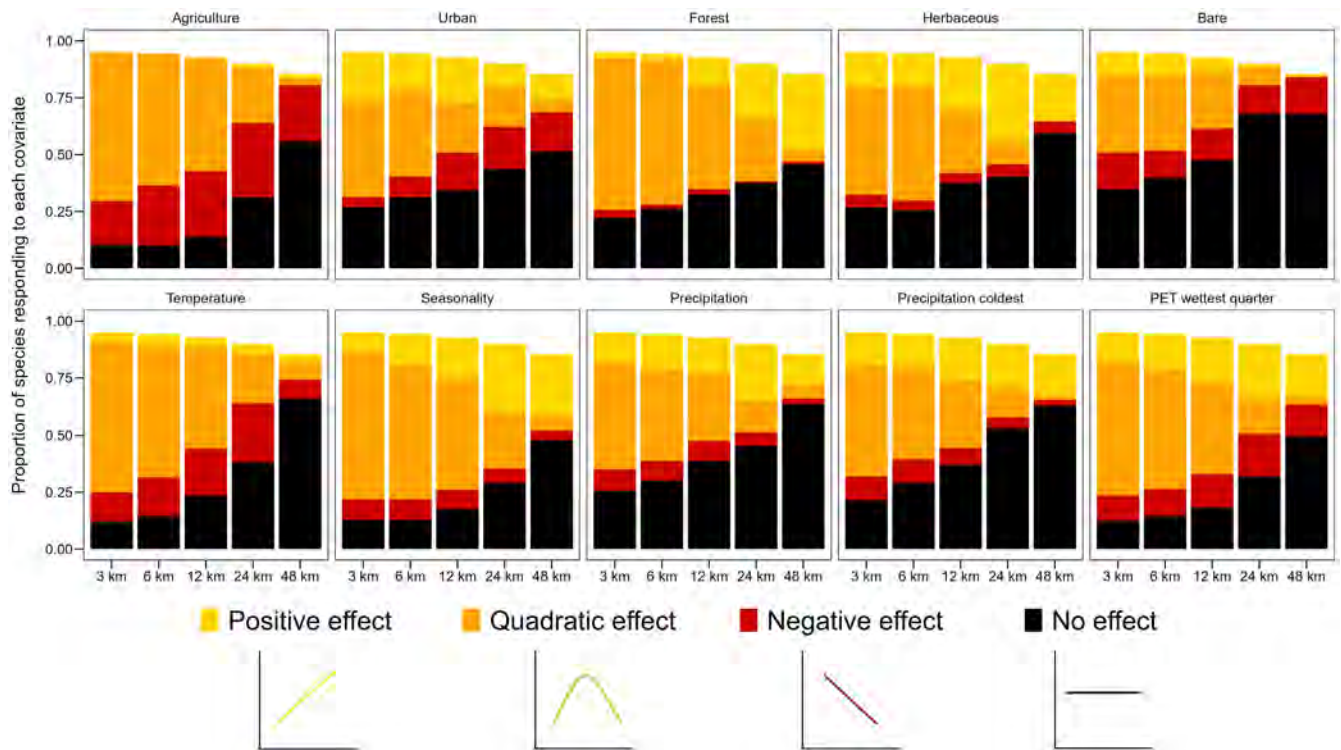 Agriculture Urban Forest Herbaceous Bare
Proportion of species responding to each covariate
1.00
0.75
0.50
0.25
0.00
Temperature Seasonality Precipitation Precipitation coldest PET wettest quarter
1.00
0.75
0.50
0.25
0.00
3 km 6 km 12 km 24 km 48 km 3 km 6 km 12 km 24 km 48 km 3 km 6 km 12 km 24 km 48 km 3 km 6 km 12 km 24 km 48 km 3 km 6 km 12 km 24 km 48 km
Positive effect Quadratic effect Negative effect No effect